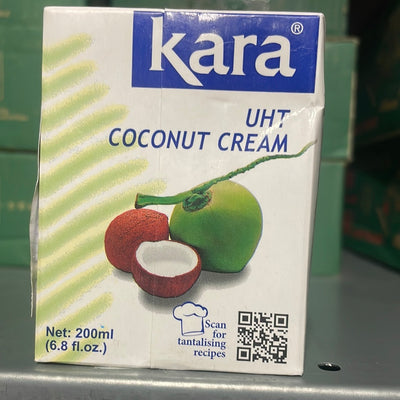 kara®
UHT
COCONUT CREAM
Net: 200ml
(6.8 fl.oz.)
Scan
for
tantalising
recipes